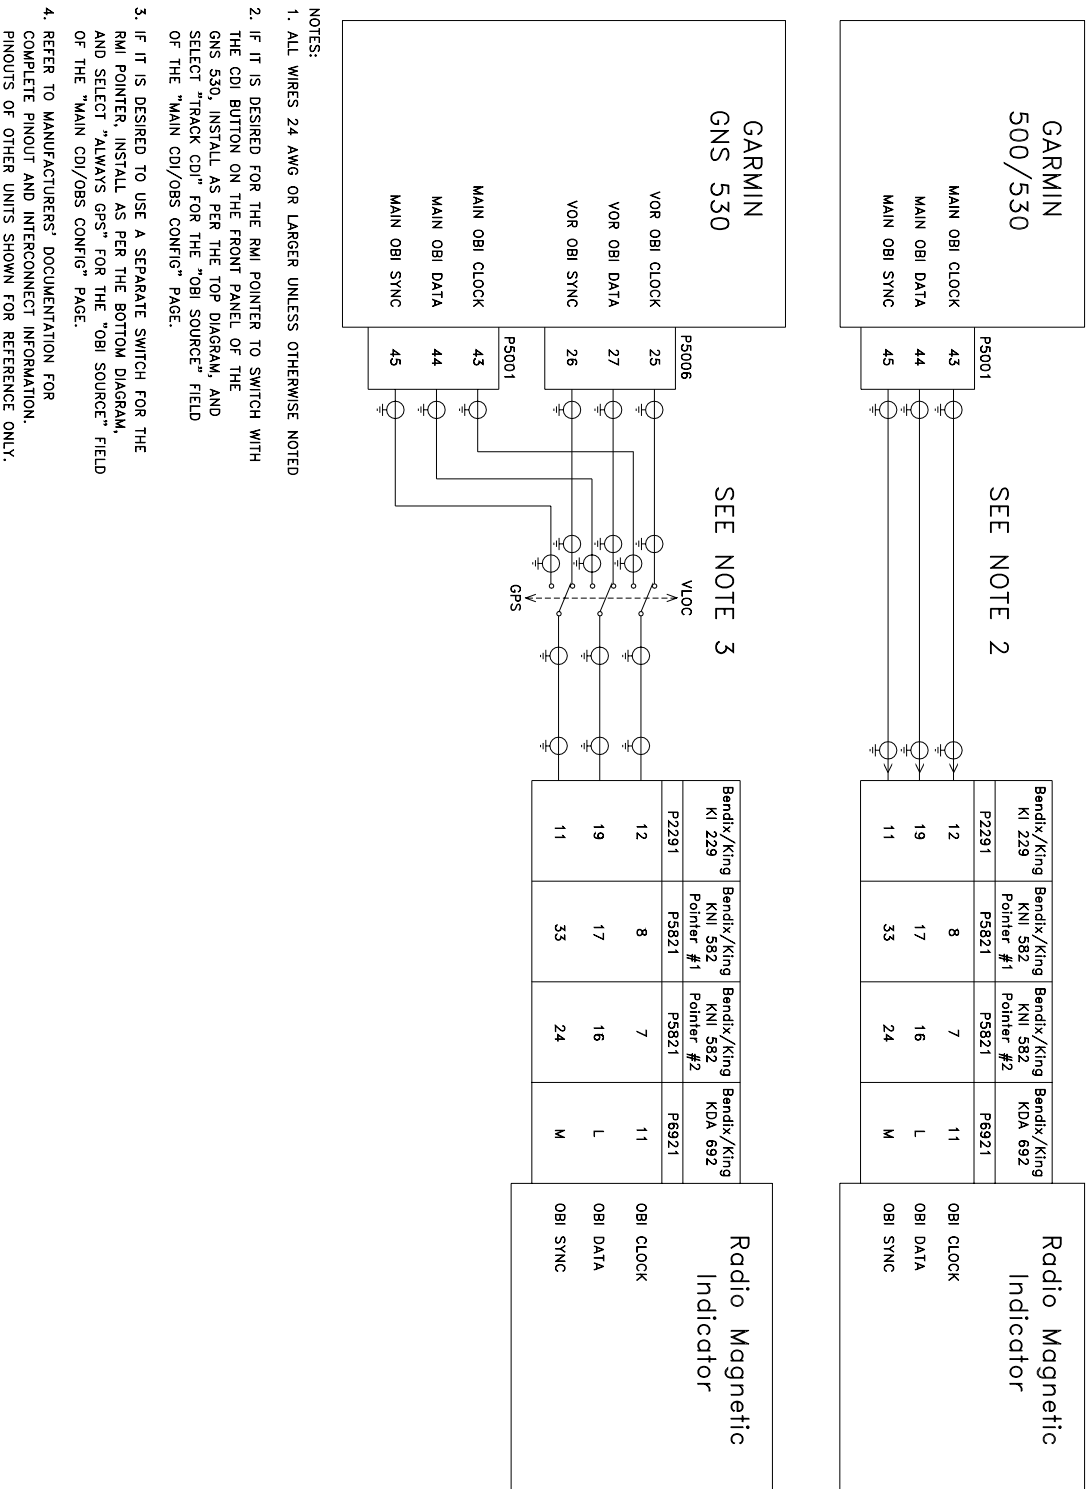 GARMIN
500/530
MAIN OBI CLOCK
MAIN OBI DATA
MAIN OBI SYNC
P5001
43
44
45
SEE NOTE 2
Bendix/King
KI 229
P2291
12
19
11
Bendix/King
KNI 582
Pointer #1
P5821
8
17
33
Bendix/King
KNI 582
Pointer #2
P5821
7
16
24
Bendix/King
KDA 692
P6921
11
L
M
Radio Magnetic
Indicator
OBI CLOCK
OBI DATA
OBI SYNC
GARMIN
GNS 530
VOR OBI CLOCK
VOR OBI DATA
VOR OBI SYNC
MAIN OBI CLOCK
MAIN OBI DATA
MAIN OBI SYNC
P5006
25
27
26
P5001
43
44
45
SEE NOTE 3
VLOC
GPS
Bendix/King
KI 229
P2291
12
19
11
Bendix/King
KNI 582
Pointer #1
P5821
8
17
33
Bendix/King
KNI 582
Pointer #2
P5821
7
16
24
Bendix/King
KDA 692
P6921
11
L
M
Radio Magnetic
Indicator
OBI CLOCK
OBI DATA
OBI SYNC
NOTES:
1. ALL WIRES 24 AWG OR LARGER UNLESS OTHERWISE NOTED
2. IF IT IS DESIRED FOR THE RMI POINTER TO SWITCH WITH
THE CDI BUTTON ON THE FRONT PANEL OF THE
GNS 530, INSTALL AS PER THE TOP DIAGRAM, AND
SELECT "TRACK CDI" FOR THE "OBI SOURCE" FIELD
OF THE "MAIN CDI/OBS CONFIG" PAGE.
3. IF IT IS DESIRED TO USE A SEPARATE SWITCH FOR THE
RMI POINTER, INSTALL AS PER THE BOTTOM DIAGRAM,
AND SELECT "ALWAYS GPS" FOR THE "OBI SOURCE" FIELD
OF THE "MAIN CDI/OBS CONFIG" PAGE.
4. REFER TO MANUFACTURERS' DOCUMENTATION FOR
COMPLETE PINOUT AND INTERCONNECT INFORMATION.
PINOUTS OF OTHER UNITS SHOWN FOR REFERENCE ONLY.